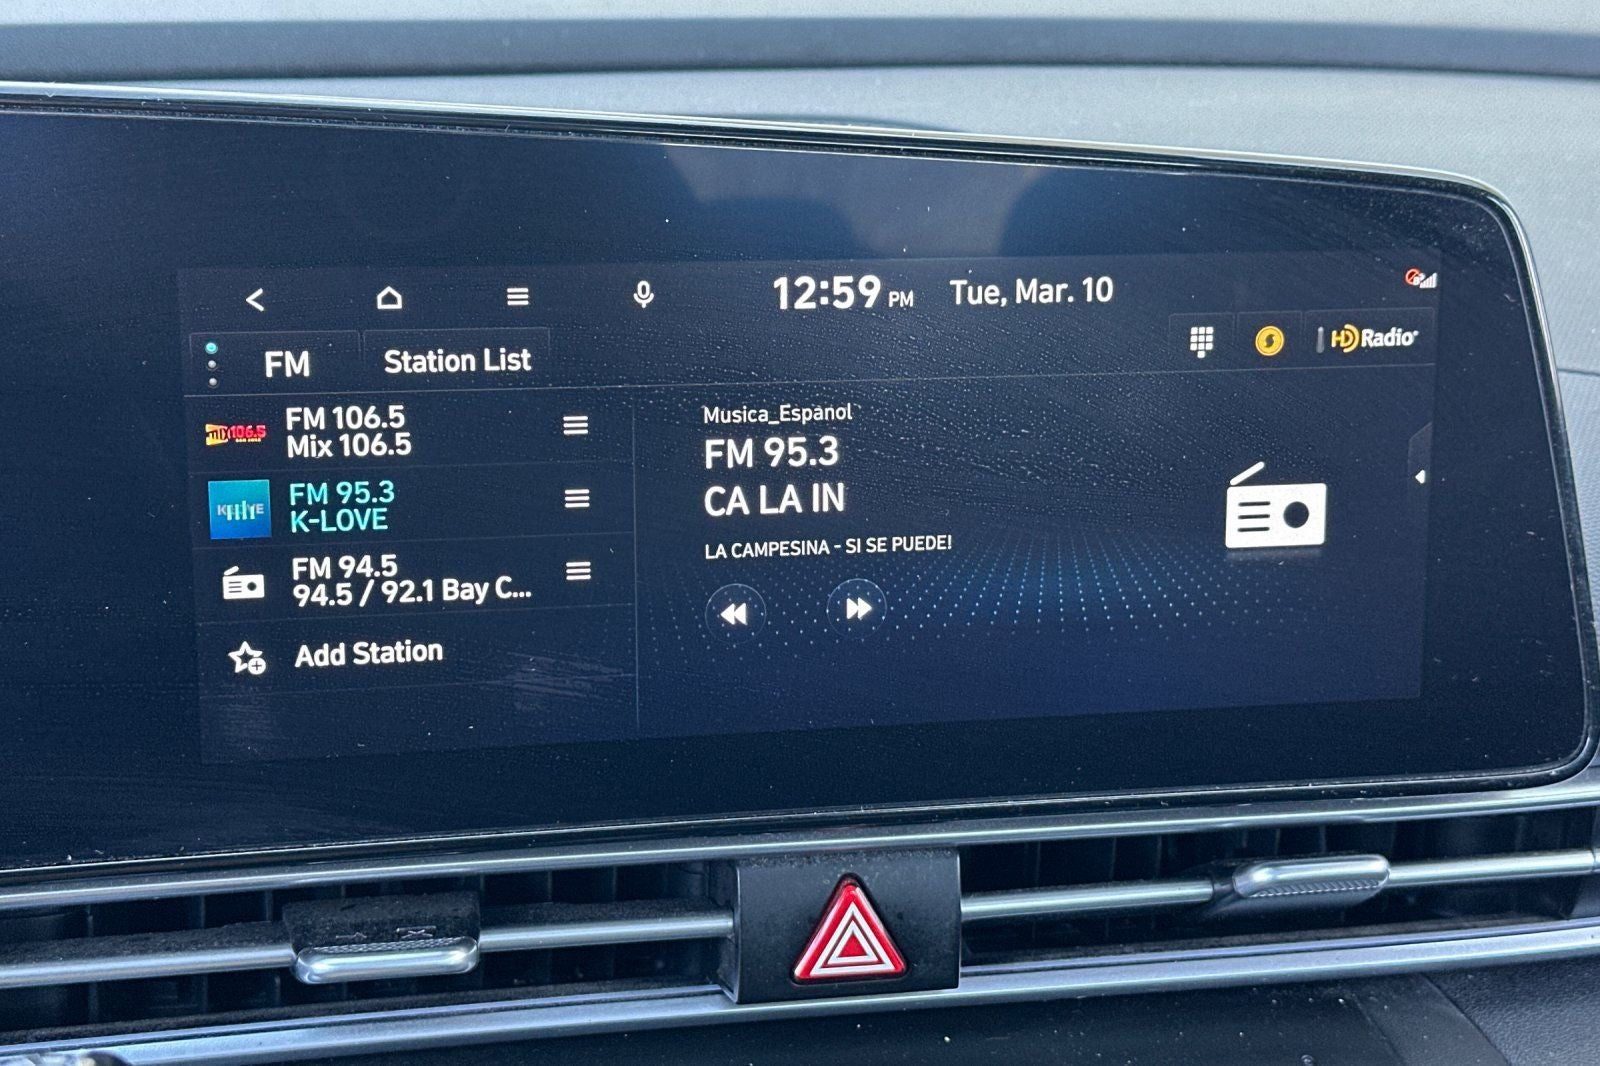 12:59 PM Tue, Mar. 10
FM
Station List
HD Radio
mix106.5
FM 106.5
Mix 106.5
FM 95.3
K-LOVE
FM 94.5
94.5 / 92.1 Bay C...
Add Station
Musica_Espanol
FM 95.3
CA LA IN
LA CAMPESINA - SI SE PUEDE!